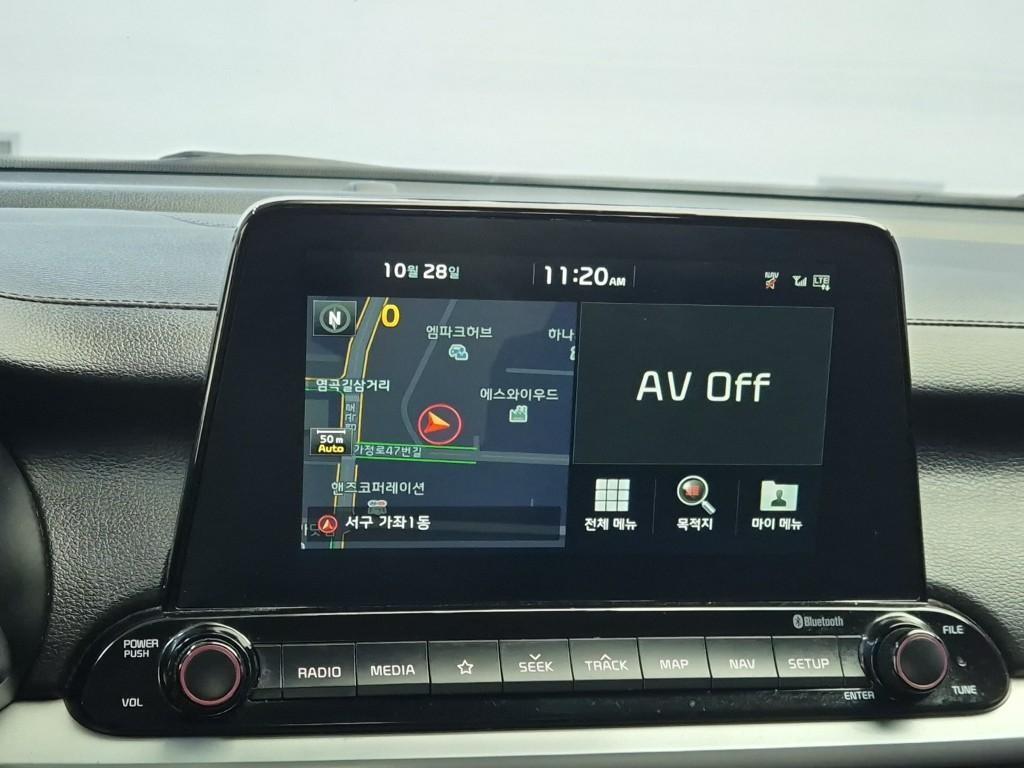 10월 28일
11:20AM
NAV
LTE
N
0
엠파크허브
하나
염곡길삼거리
에스와이우드
50 m
Auto
가정로47번길
핸즈코퍼레이션
서구 가좌1동
AV Off
전체 메뉴
목적지
마이 메뉴
Bluetooth
POWER
PUSH
VOL
RADIO
MEDIA
SEEK
TRACK
MAP
NAV
SETUP
ENTER
FILE
TUNE